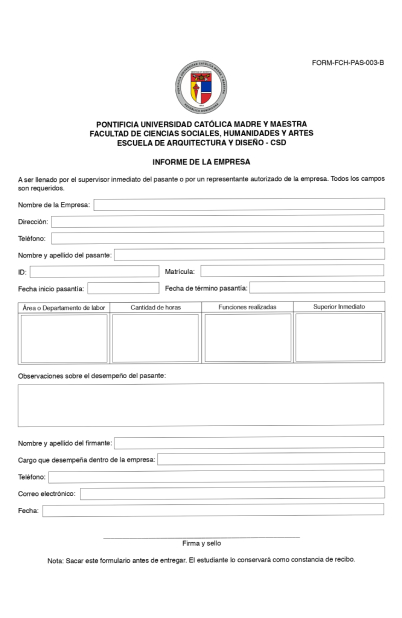 FORM-FCH-PAS-003-B
PONTIFICIA UNIVERSIDAD CATÓLICA MADRE Y MAESTRA
FACULTAD DE CIENCIAS SOCIALES, HUMANIDADES Y ARTES
ESCUELA DE ARQUITECTURA Y DISEÑO - CSD
INFORME DE LA EMPRESA
A ser llenado por el supervisor inmediato del pasante o por un representante autorizado de la empresa. Todos los campos
son requeridos.
Nombre de la Empresa:
Dirección:
Teléfono:
Nombre y apellido del pasante:
ID: Matrícula:
Fecha inicio pasantía: Fecha de término pasantía:
Área o Departamento de labor Cantidad de horas Funciones realizadas Superior Inmediato
Observaciones sobre el desempeño del pasante:
Nombre y apellido del firmante:
Cargo que desempeña dentro de la empresa:
Teléfono:
Correo electrónico:
Fecha:
Firma y sello
Nota: Sacar este formulario antes de entregar. El estudiante lo conservará como constancia de recibo.